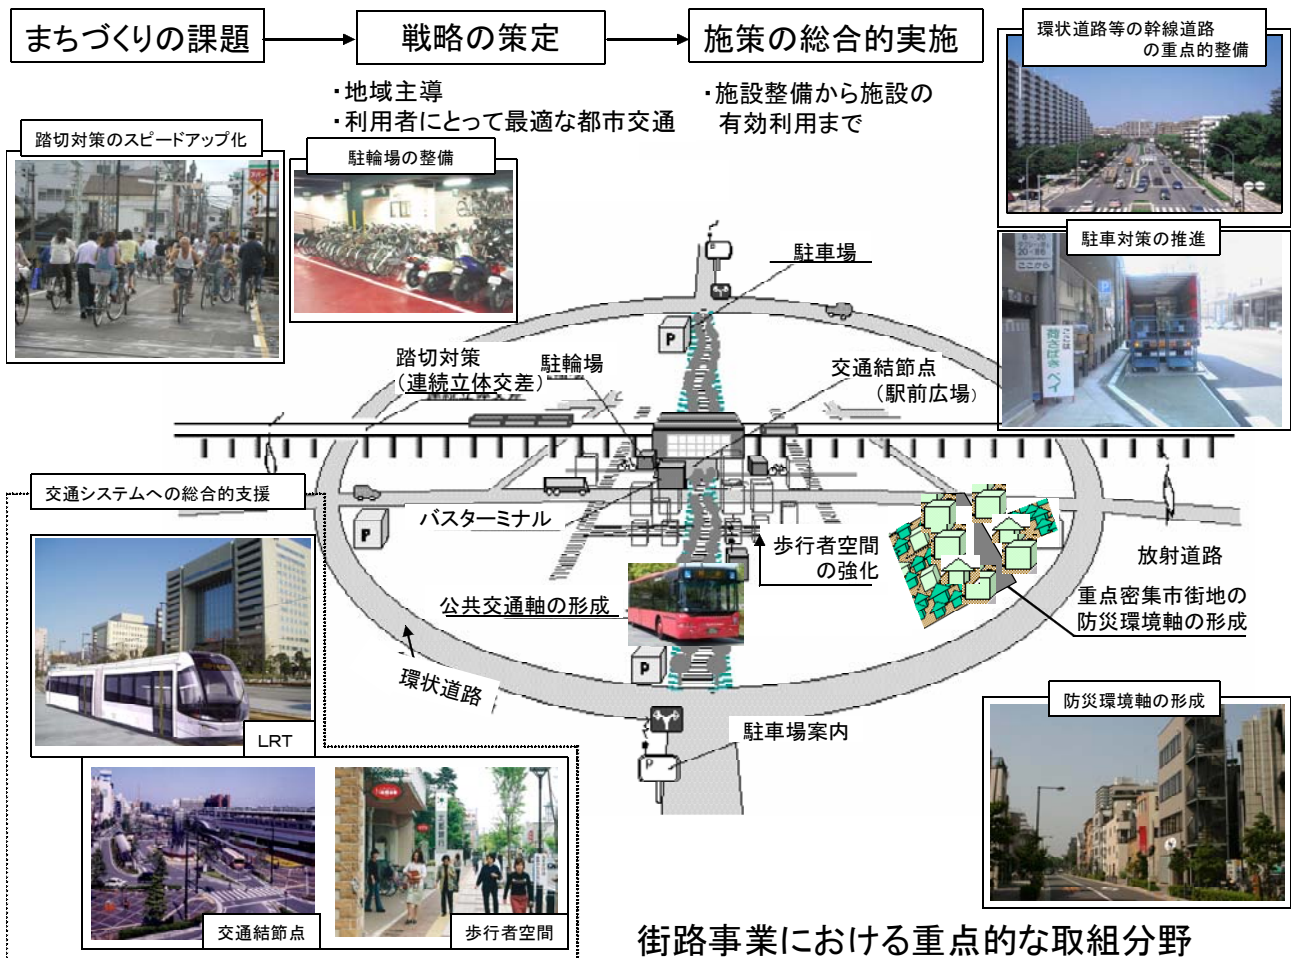 まちづくりの課題
戦略の策定
施策の総合的実施
・地域主導
・利用者にとって最適な都市交通
・施設整備から施設の
有効利用まで
環状道路等の幹線道路
の重点的整備
踏切対策のスピードアップ化
駐輪場の整備
駐車対策の推進
ここから
荷さばきベイ
駐車場
P
踏切対策
(連続立体交差)
駐輪場
交通結節点
(駅前広場)
交通システムへの総合的支援
P
バスターミナル
歩行者空間
の強化
放射道路
公共交通軸の形成
重点密集市街地の
防災環境軸の形成
P
環状道路
防災環境軸の形成
LRT
駐車場案内
P
交通結節点
歩行者空間
街路事業における重点的な取組分野